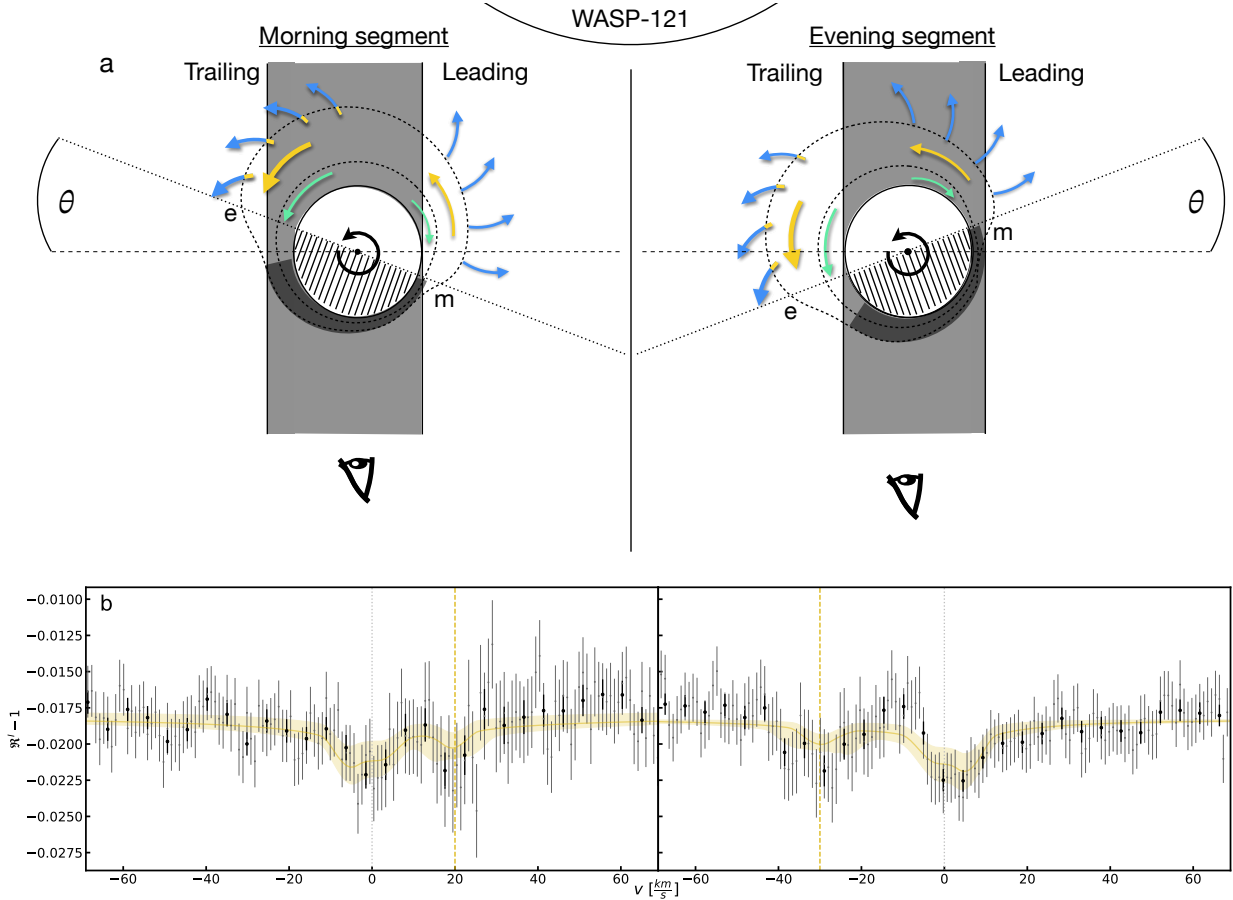 WASP-121
Morning segment
Evening segment
a
Trailing
Leading
Trailing
Leading
θ
e
m
θ
e
m
b
ℜ′ − 1
−0.0100
−0.0125
−0.0150
−0.0175
−0.0200
−0.0225
−0.0250
−0.0275
−60 −40 −20 0 20 40 60
−60 −40 −20 0 20 40 60
v [km/s]